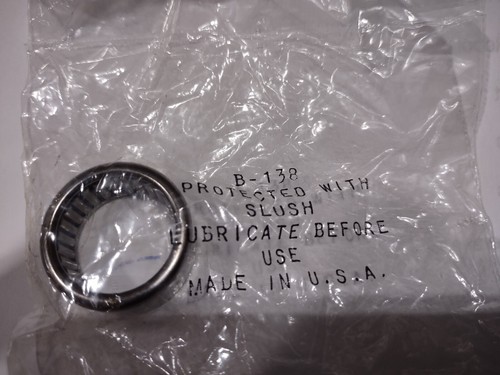 B-138
PROTECTED WITH
SLUSH
LUBRICATE BEFORE
USE
MADE IN U.S.A.